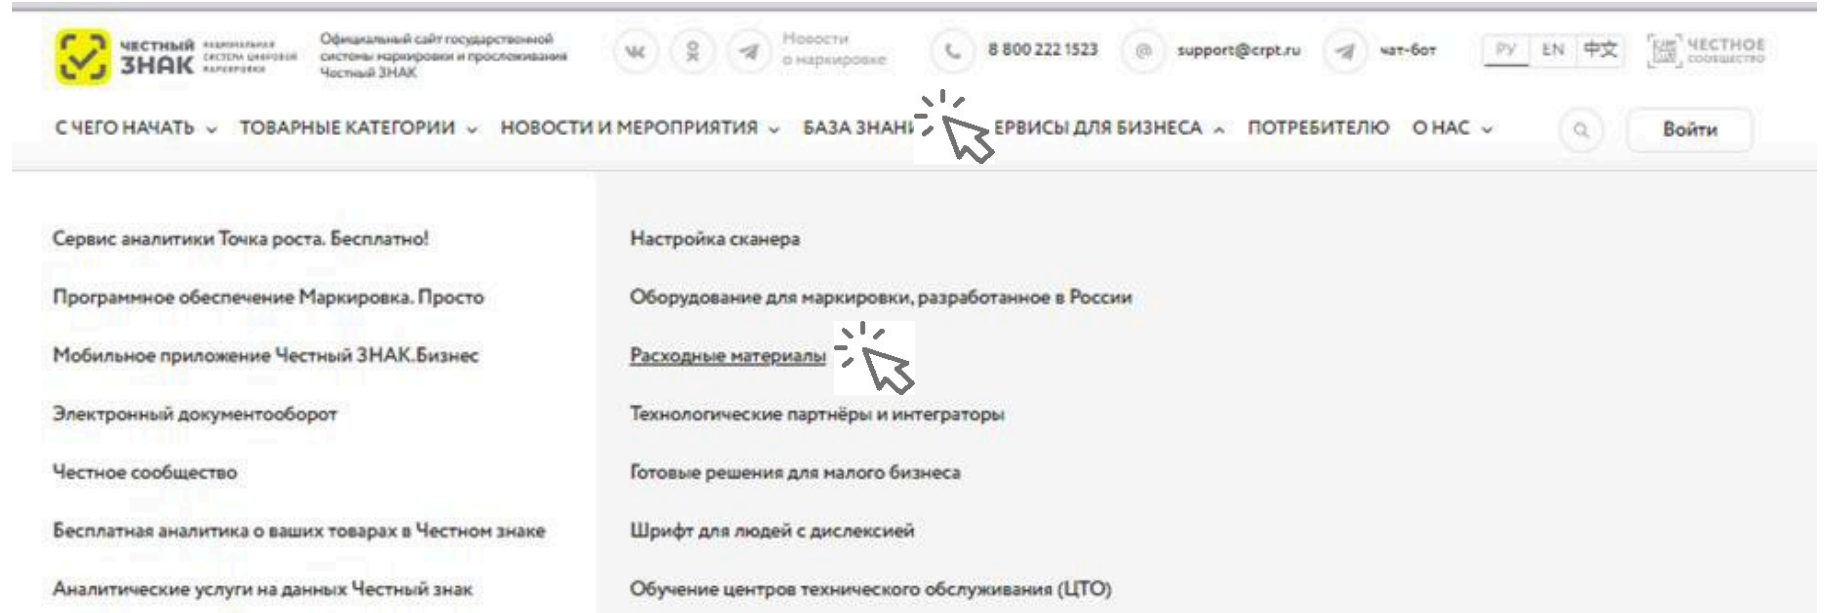 ЧЕСТНЫЙ
ЗНАК
НАЦИОНАЛЬНАЯ
СИСТЕМА ЦИФРОВОЙ
МАРКИРОВКИ
Официальный сайт государственной
системы маркировки и прослеживания
Честный ЗНАК
Новости
о маркировке
8 800 222 1523
@
support@crpt.ru
чат-бот
РУ EN 中文
ЧЕСТНОЕ
СООБЩЕСТВО
С ЧЕГО НАЧАТЬ ТОВАРНЫЕ КАТЕГОРИИ НОВОСТИ И МЕРОПРИЯТИЯ БАЗА ЗНАНИ ЕРВИСЫ ДЛЯ БИЗНЕСА ПОТРЕБИТЕЛЮ О НАС Войти
Сервис аналитики Точка роста. Бесплатно!
Программное обеспечение Маркировка. Просто
Мобильное приложение Честный ЗНАК.Бизнес
Электронный документооборот
Честное сообщество
Бесплатная аналитика о ваших товарах в Честном знаке
Аналитические услуги на данных Честный знак
Настройка сканера
Оборудование для маркировки, разработанное в России
Расходные материалы
Технологические партнёры и интеграторы
Готовые решения для малого бизнеса
Шрифт для людей с дислексией
Обучение центров технического обслуживания (ЦТО)